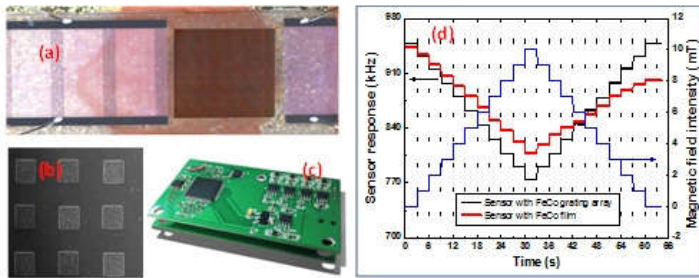 (a)
(b)
(c)
(d)
980
910
840
770
700
Sensor response (kHz)
12
10
8
6
4
2
0
-2
Magnetic field intensity ( mT)
Sensor with FeCo grating array
Sensor with FeCo film
0 6 12 18 24 30 36 42 48 54 60 66
Time (s)